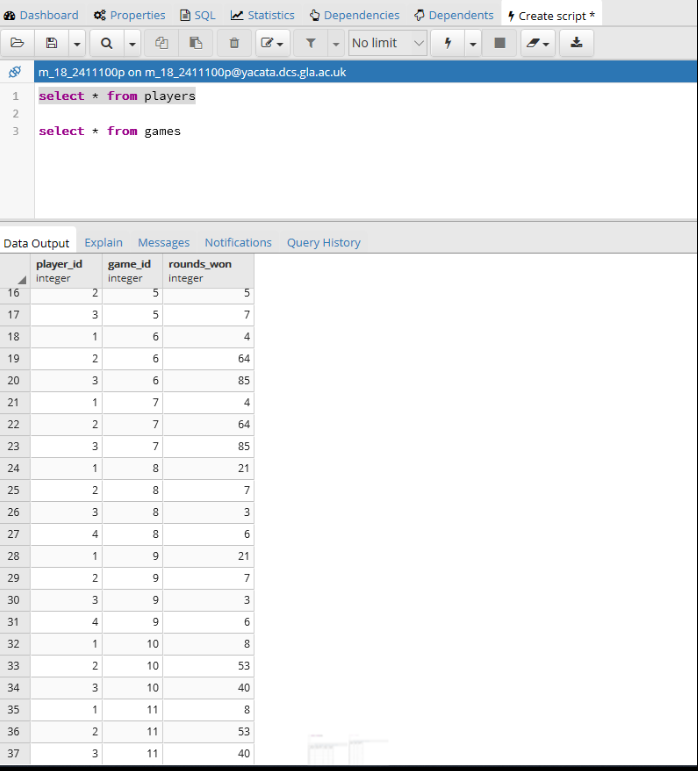 Dashboard Properties SQL Statistics Dependencies Dependents Create script *
No limit
m_18_2411100p on m_18_2411100p@yacata.dcs.gla.ac.uk
1 select * from players
2
3 select * from games
Data Output Explain Messages Notifications Query History
player_id game_id rounds_won
integer integer integer
16 2 5 5
17 3 5 7
18 1 6 4
19 2 6 64
20 3 6 85
21 1 7 4
22 2 7 64
23 3 7 85
24 1 8 21
25 2 8 7
26 3 8 3
27 4 8 6
28 1 9 21
29 2 9 7
30 3 9 3
31 4 9 6
32 1 10 8
33 2 10 53
34 3 10 40
35 1 11 8
36 2 11 53
37 3 11 40